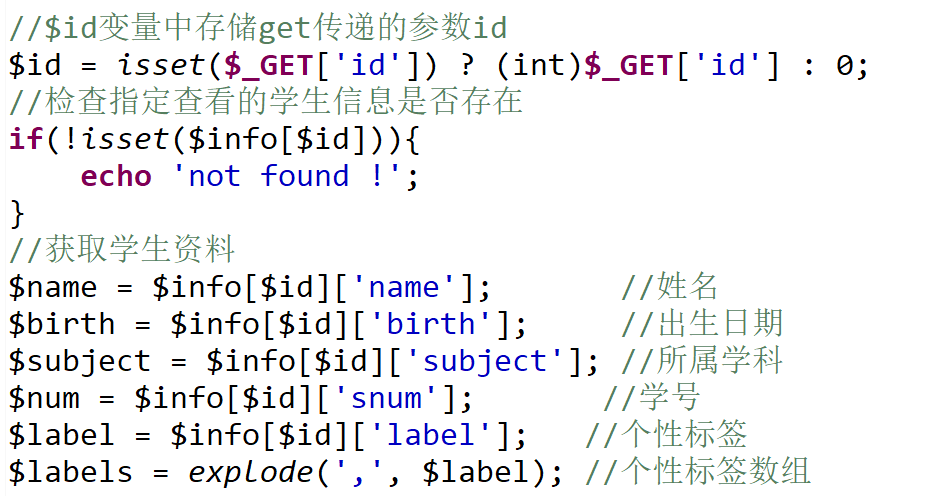 //$id变量中存储get传递的参数id
$id = isset($_GET['id']) ? (int)$_GET['id'] : 0;
//检查指定查看的学生信息是否存在
if(!isset($info[$id])){
    echo 'not found !';
}
//获取学生资料
$name = $info[$id]['name'];       //姓名
$birth = $info[$id]['birth'];     //出生日期
$subject = $info[$id]['subject']; //所属学科
$num = $info[$id]['snum'];       //学号
$label = $info[$id]['label'];   //个性标签
$labels = explode(',', $label); //个性标签数组